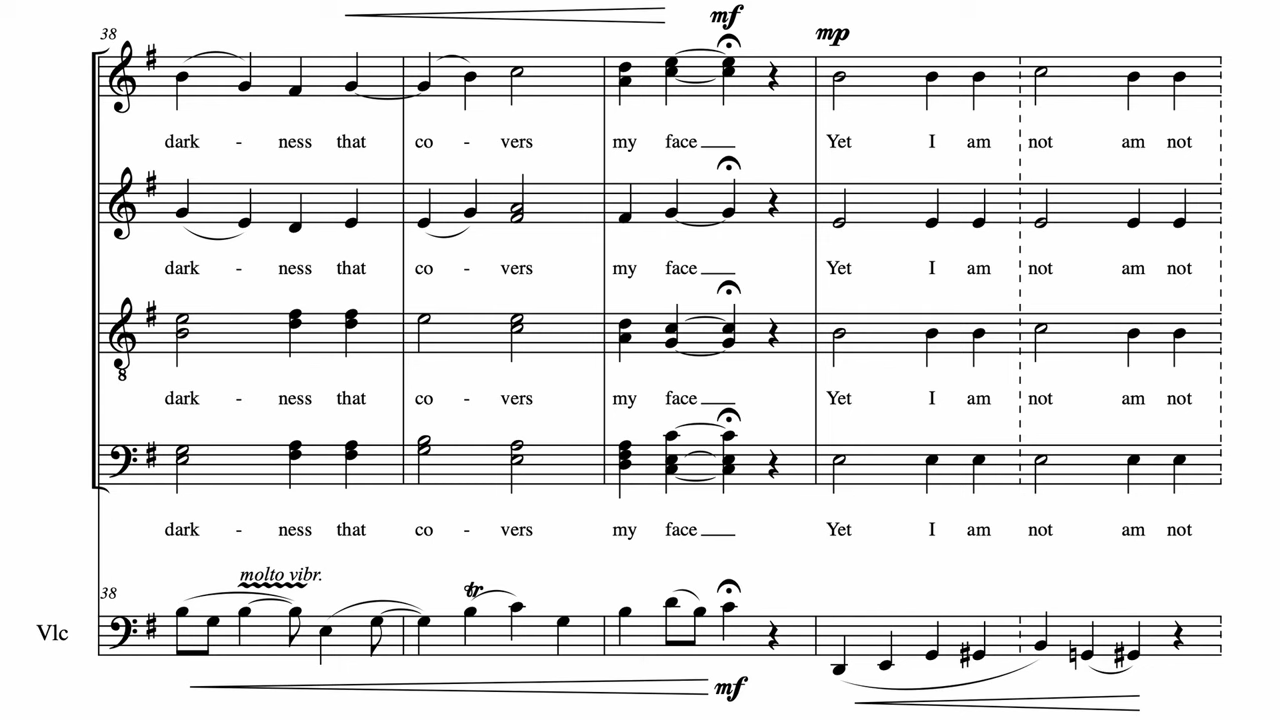 mf
38
mp
dark - ness that co - vers my face Yet I am not am not
dark - ness that co - vers my face Yet I am not am not
8
dark - ness that co - vers my face Yet I am not am not
dark - ness that co - vers my face Yet I am not am not
molto vibr.
38
tr
Vlc
mf